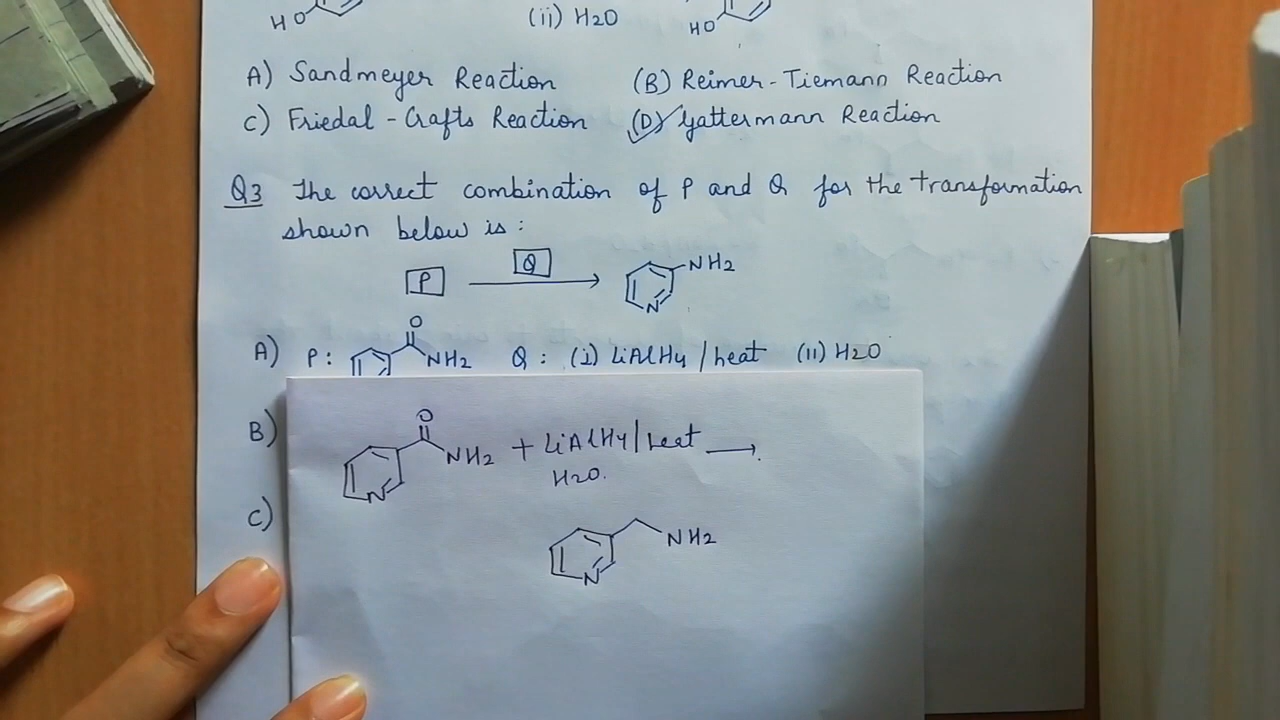 HO (ii) H2O HO
A) Sandmeyer Reaction (B) Reimer-Tiemann Reaction
C) Friedal-Crafts Reaction (D) Gattermann Reaction
Q3 The correct combination of P and Q for the transformation
shown below is:
P Q NH2
N
A) P: O NH2 Q: (i) LiAlH4/heat (ii) H2O
B) O NH2 + LiAlH4/heat →
N H2O.
C) NH2
N